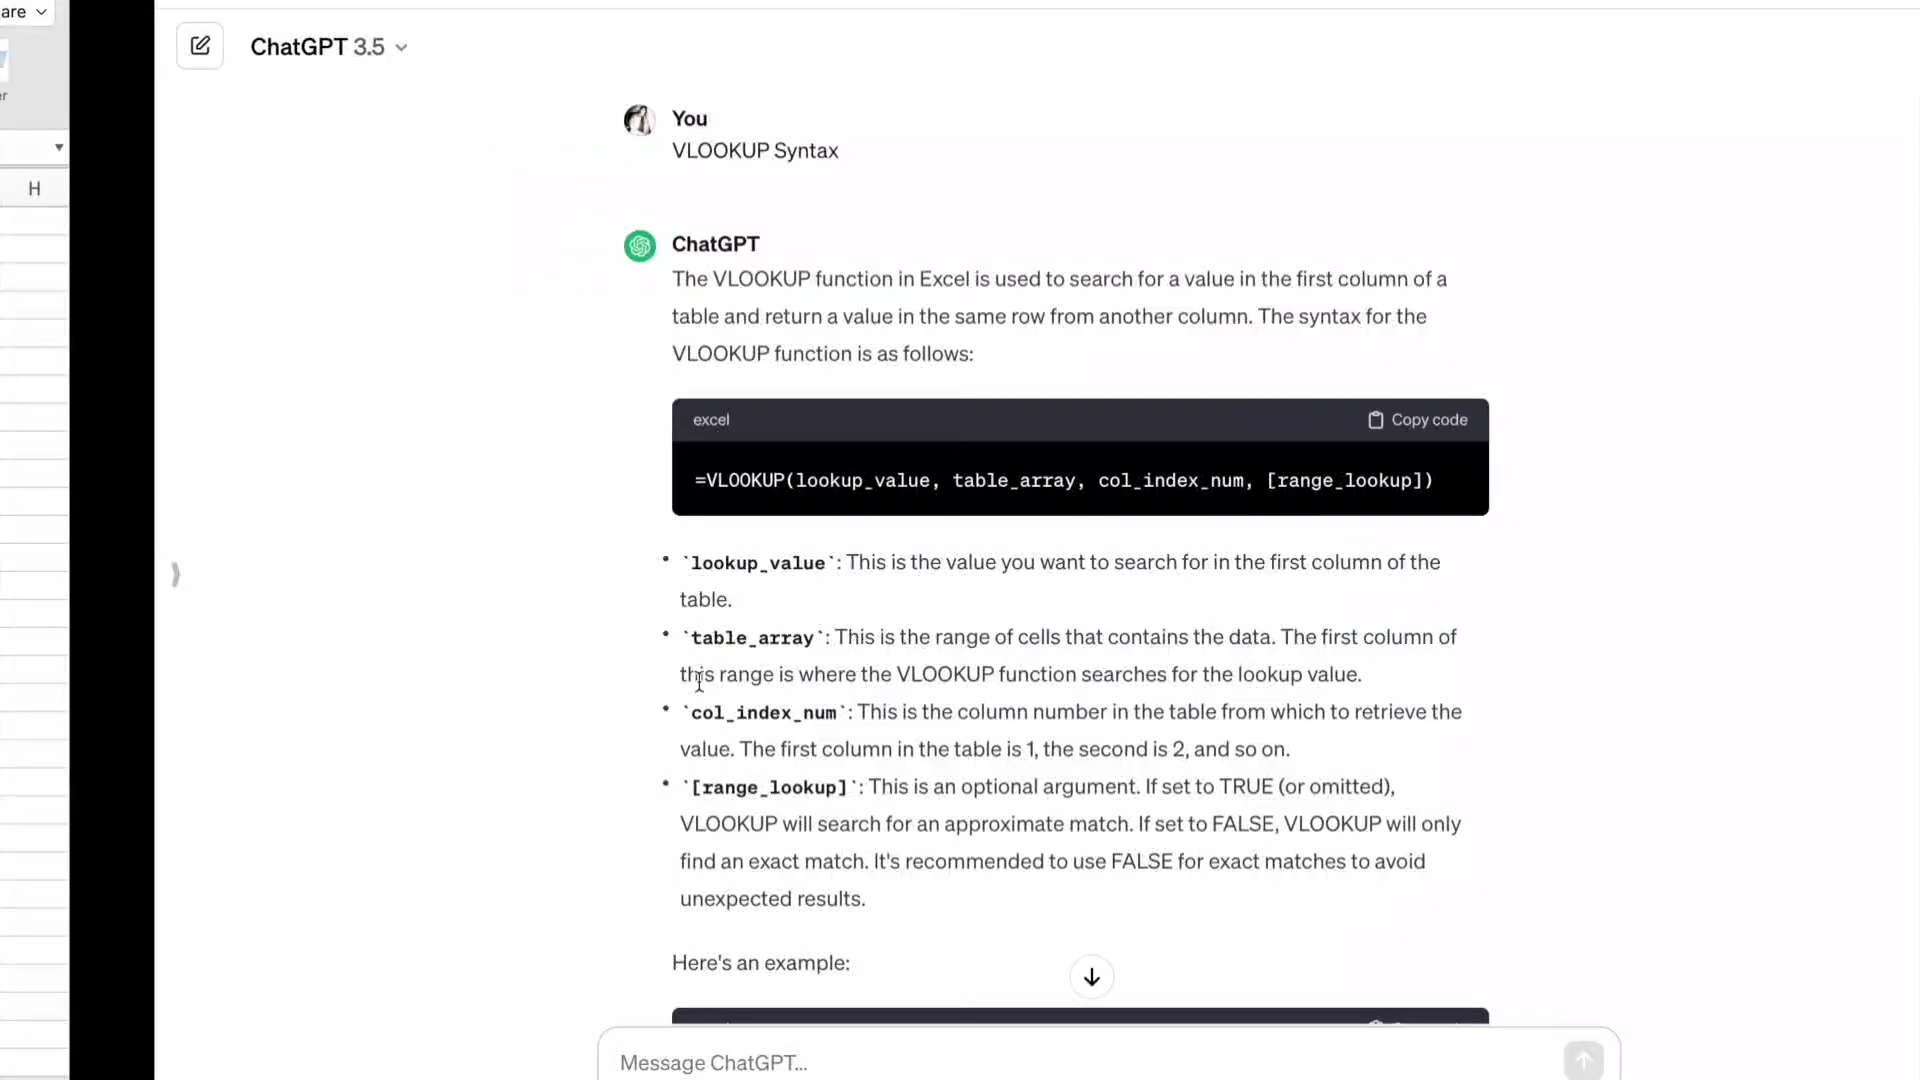 are
er
H
ChatGPT 3.5
You
VLOOKUP Syntax
ChatGPT
The VLOOKUP function in Excel is used to search for a value in the first column of a
table and return a value in the same row from another column. The syntax for the
VLOOKUP function is as follows:
excel
Copy code
=VLOOKUP(lookup_value, table_array, col_index_num, [range_lookup])
• `lookup_value`: This is the value you want to search for in the first column of the
table.
• `table_array`: This is the range of cells that contains the data. The first column of
this range is where the VLOOKUP function searches for the lookup value.
• `col_index_num`: This is the column number in the table from which to retrieve the
value. The first column in the table is 1, the second is 2, and so on.
• `[range_lookup]`: This is an optional argument. If set to TRUE (or omitted),
VLOOKUP will search for an approximate match. If set to FALSE, VLOOKUP will only
find an exact match. It's recommended to use FALSE for exact matches to avoid
unexpected results.
Here's an example:
Message ChatGPT...